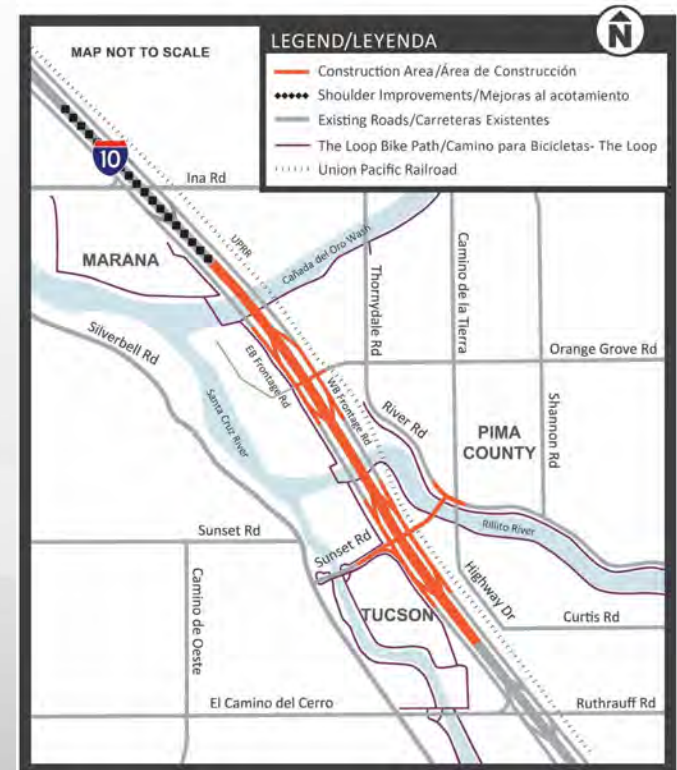 MAP NOT TO SCALE
N
LEGEND/LEYENDA
Construction Area/Área de Construcción
Shoulder Improvements/Mejoras al acotamiento
Existing Roads/Carreteras Existentes
The Loop Bike Path/Camino para Bicicletas- The Loop
Union Pacific Railroad
10
Ina Rd
UPRR
MARANA
Cañada del Oro Wash
Thornydale Rd
Camino de la Tierra
Silverbell Rd
EB Frontage Rd
WB Frontage Rd
Orange Grove Rd
Santa Cruz River
River Rd
Shannon Rd
PIMA
COUNTY
Rillito River
Sunset Rd
Sunset Rd
Camino de Oeste
TUCSON
Highway Dr
Curtis Rd
El Camino del Cerro
Ruthrauff Rd